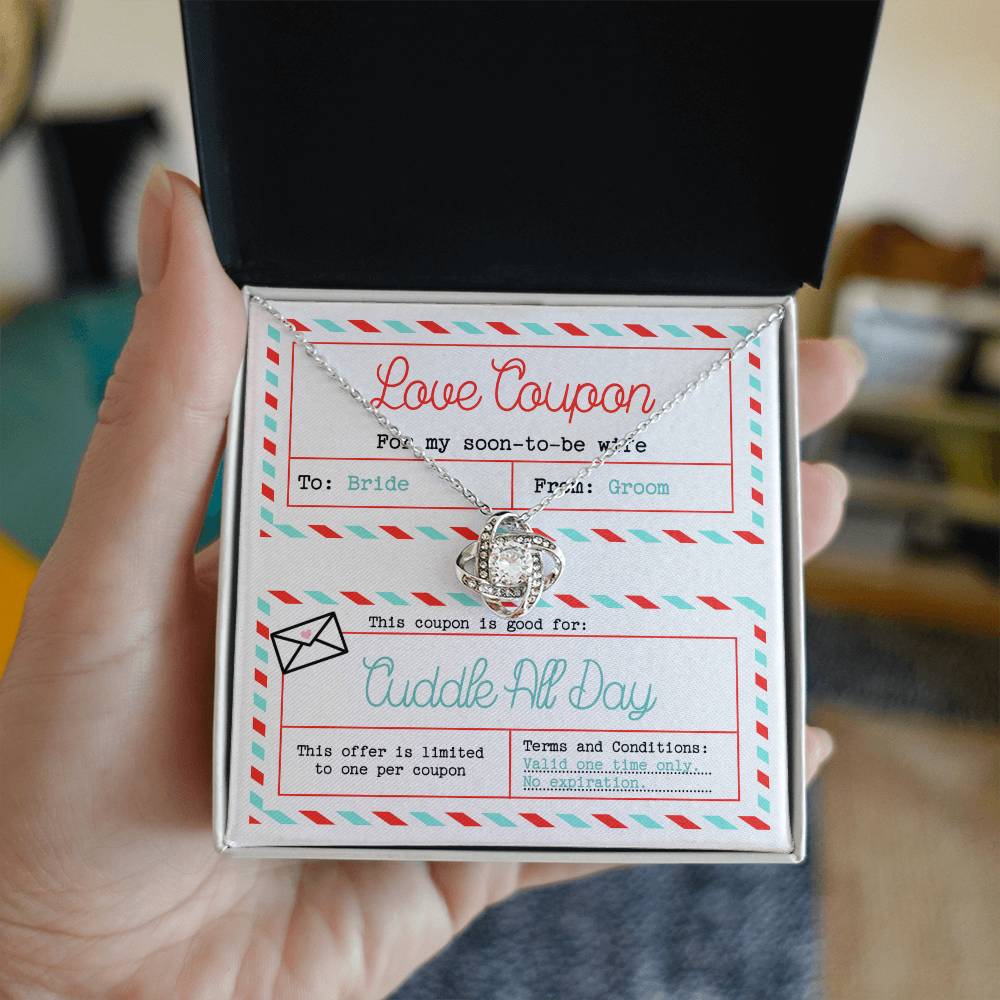 Love Coupon
For my soon-to-be wife
To: Bride
From: Groom
This coupon is good for:
Cuddle All Day
This offer is limited
to one per coupon
Terms and Conditions:
Valid one time only.
No expiration.